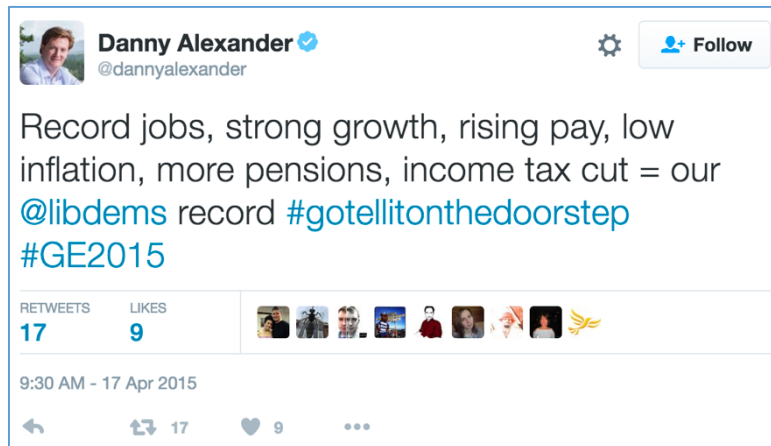 Danny Alexander
@dannyalexander
Follow
Record jobs, strong growth, rising pay, low
inflation, more pensions, income tax cut = our
@libdems record #gotellitonthedoorstep
#GE2015
RETWEETS LIKES
17 9
9:30 AM - 17 Apr 2015
17 9